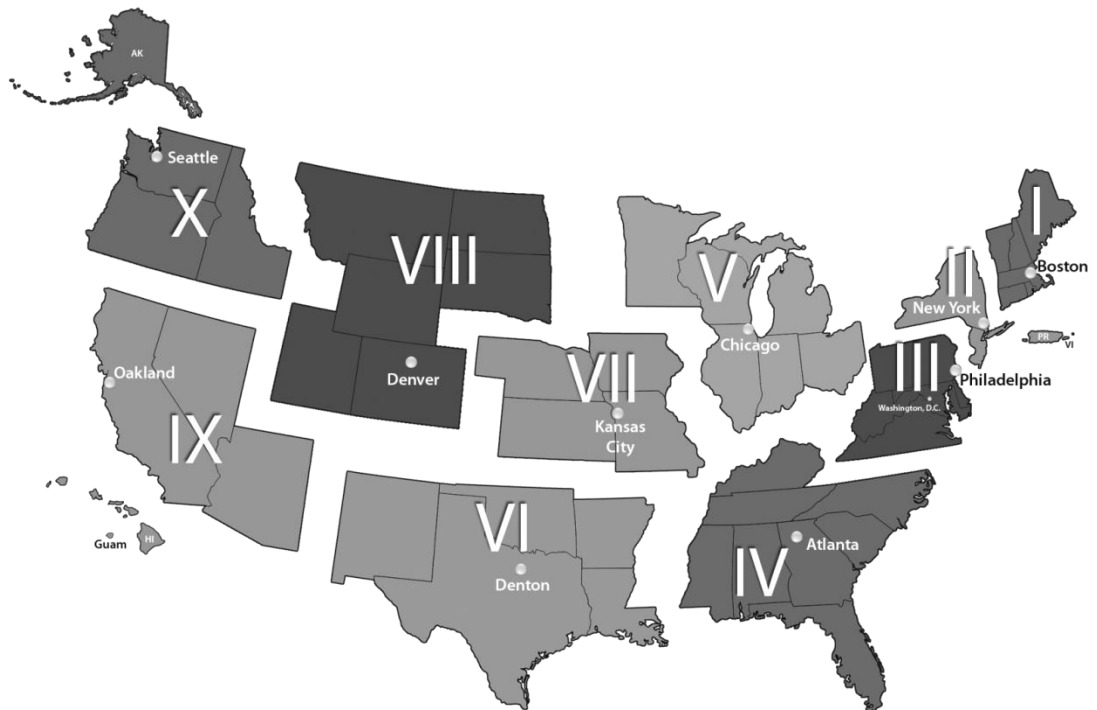 AK
Seattle
X
VIII
V
I
II
Boston
New York
PR
VI
Chicago
III
Philadelphia
Washington, D.C.
Oakland
Denver
VII
Kansas
City
IX
VI
IV
Atlanta
Guam
HI
Denton